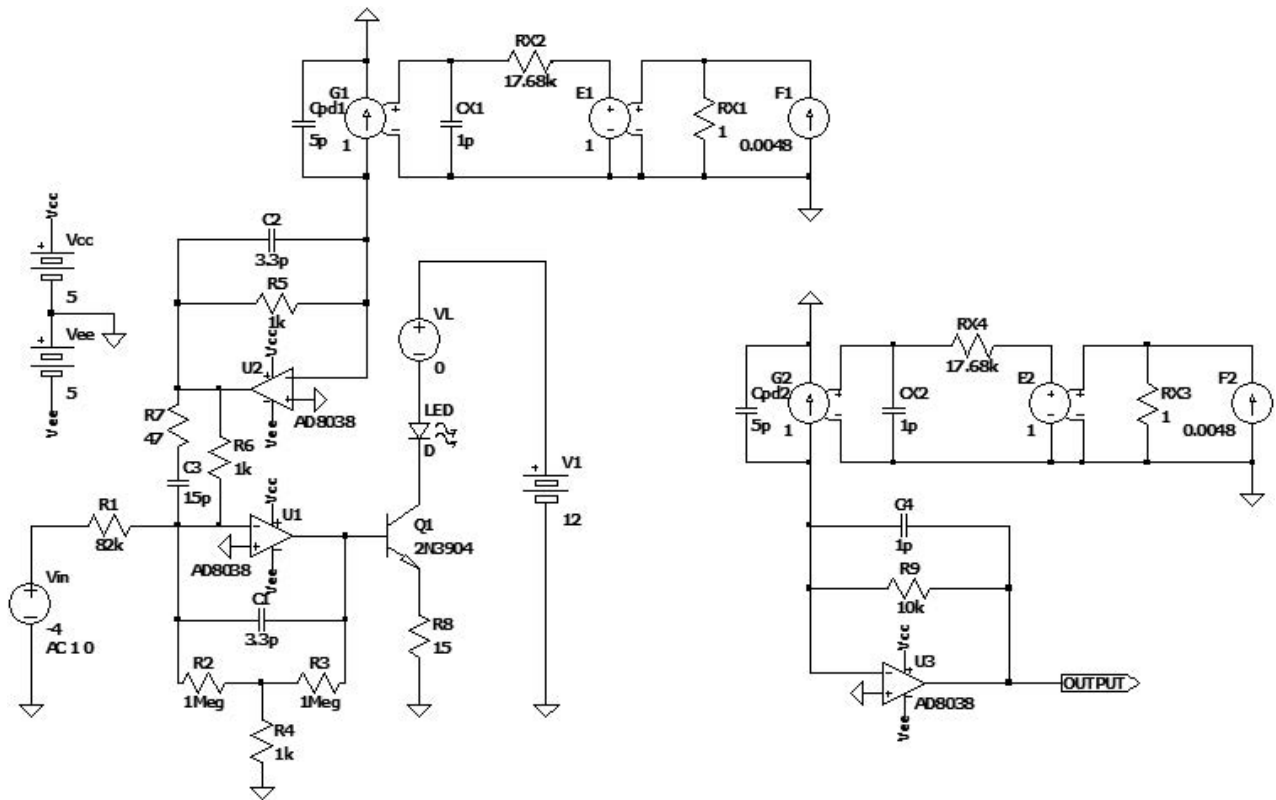 RX2
17.68k
G1
Cpd1
5p
1
CX1
1p
E1
1
RX1
1
F1
0.0048
Vcc
Vcc
5
Vee
5
Vee
C2
3.3p
R5
1k
Vcc
U2
AD8038
Vee
R7
47
R6
1k
C3
15p
VL
0
LED
D
V1
12
R1
82k
Vcc
U1
AD8038
Vee
Q1
2N3904
Vin
-4
AC 1 0
C1
3.3p
R8
15
R2
1Meg
R3
1Meg
R4
1k
RX4
17.68k
G2
Cpd2
5p
1
CX2
1p
E2
1
RX3
1
F2
0.0048
C4
1p
R9
10k
Vcc
U3
AD8038
Vee
OUTPUT